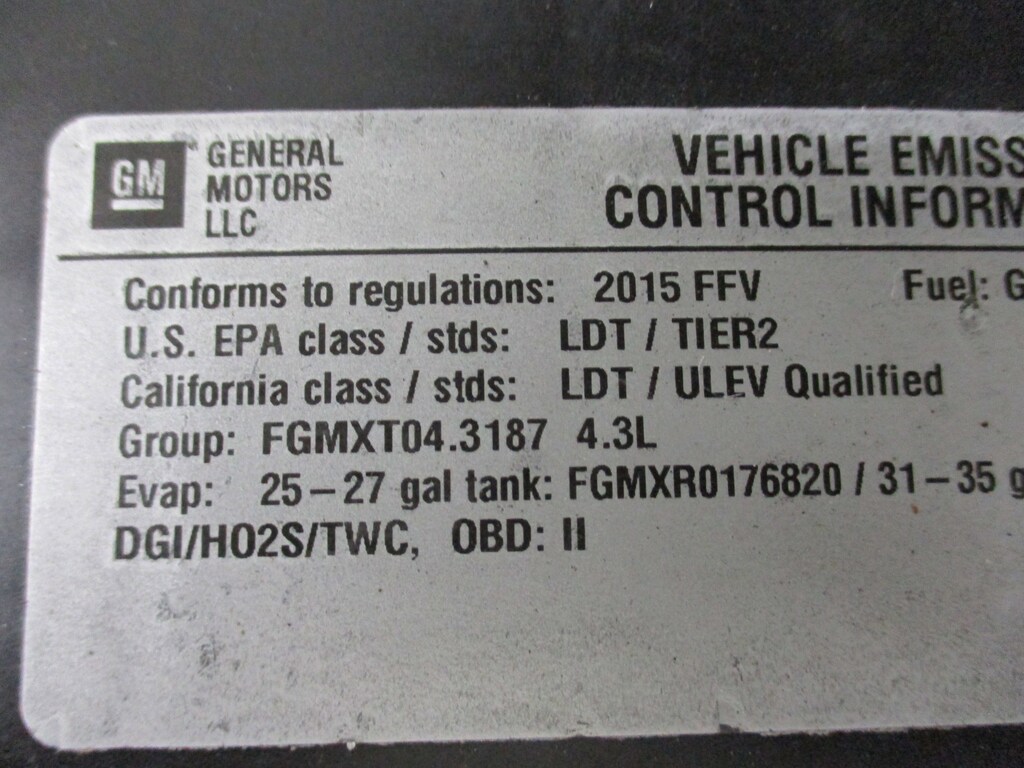 GM™ GENERAL MOTORS LLC
VEHICLE EMISS
CONTROL INFORM
Conforms to regulations: 2015 FFV Fuel: G
U.S. EPA class / stds: LDT / TIER2
California class / stds: LDT / ULEV Qualified
Group: FGMXT04.3187 4.3L
Evap: 25–27 gal tank: FGMXR0176820 / 31–35 g
DGI/HO2S/TWC, OBD: II